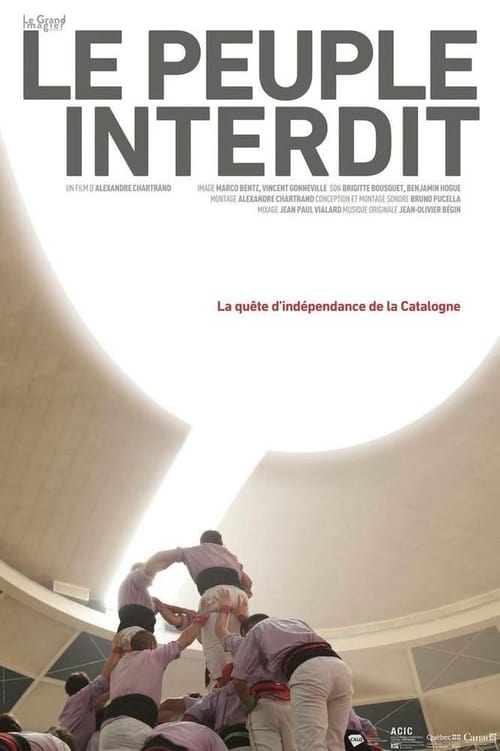 Le Grand
Imagier
LE PEUPLE
INTERDIT
UN FILM D'ALEXANDRE CHARTRAND
IMAGE MARCO BENTZ, VINCENT GONNEVILLE SON BRIGITTE BOUSQUET, BENJAMIN HOGUE
MONTAGE ALEXANDRE CHARTRAND CONCEPTION ET MONTAGE SONORE BRUNO PUCELLA
MIXAGE JEAN PAUL VIALARD MUSIQUE ORIGINALE JEAN-OLIVIER BÉGIN
La quête d'indépendance de la Catalogne
CALQ
ACIC
Québec
Canada